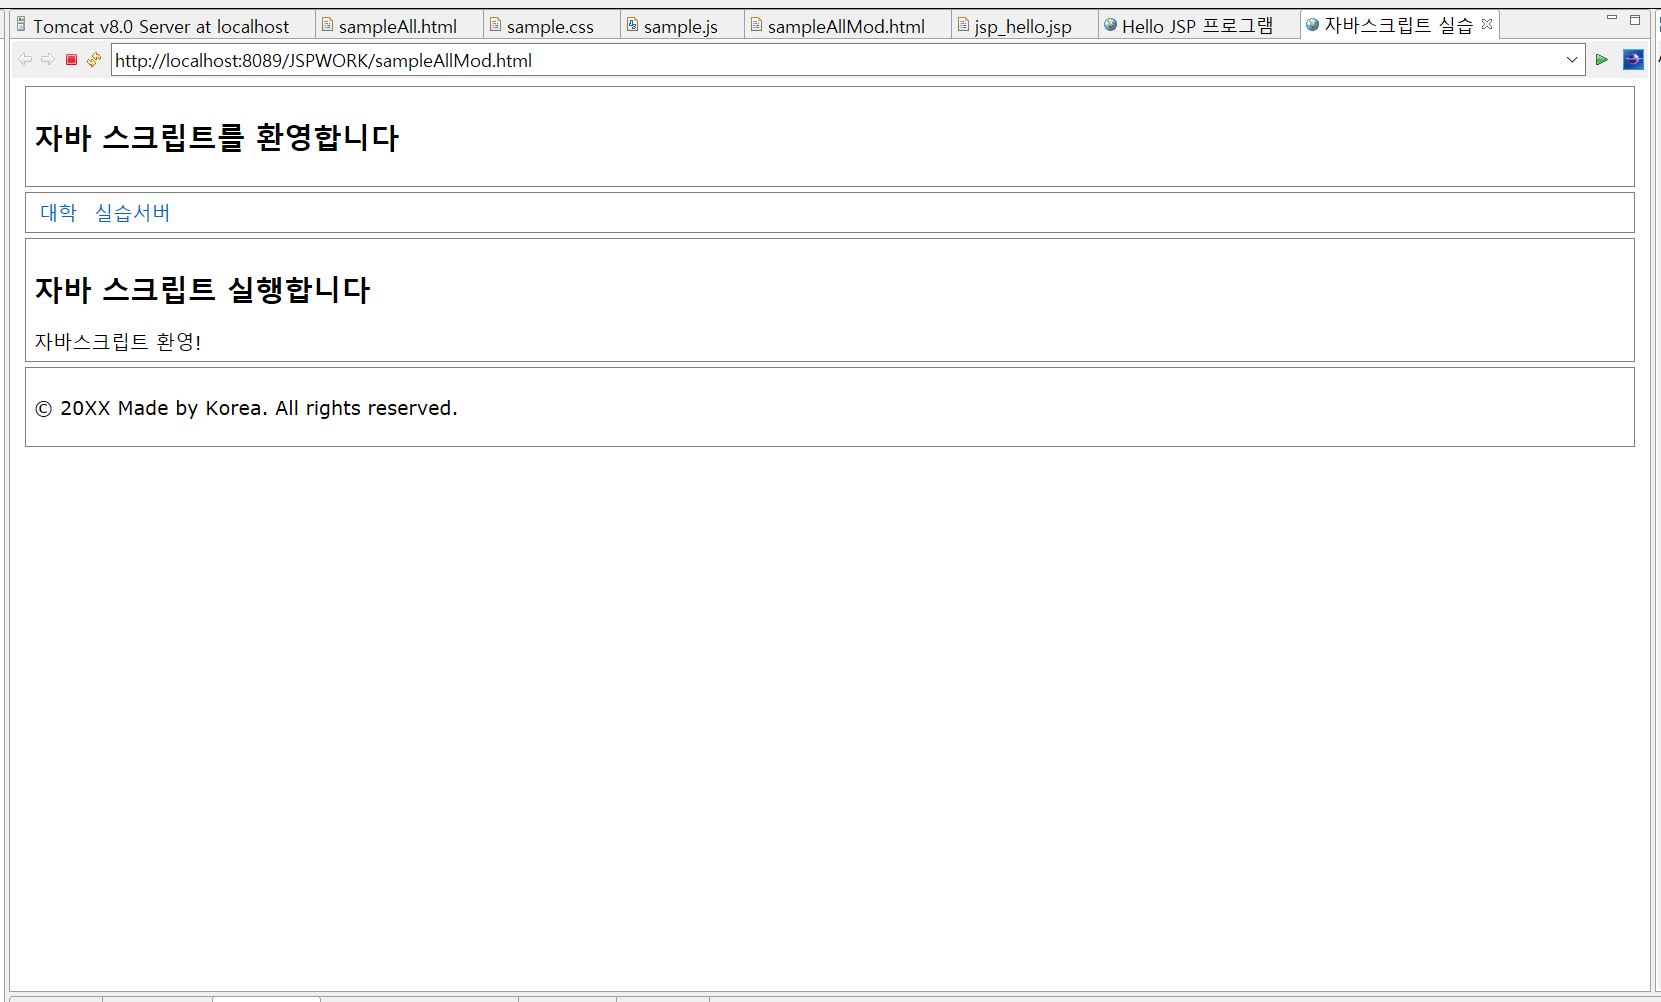 Tomcat v8.0 Server at localhost sampleAll.html sample.css sample.js sampleAllMod.html jsp_hello.jsp Hello JSP 프로그램 자바스크립트 실습
http://localhost:8089/JSPWORK/sampleAllMod.html
자바 스크립트를 환영합니다
대학 실습서버
자바 스크립트 실행합니다
자바스크립트 환영!
© 20XX Made by Korea. All rights reserved.